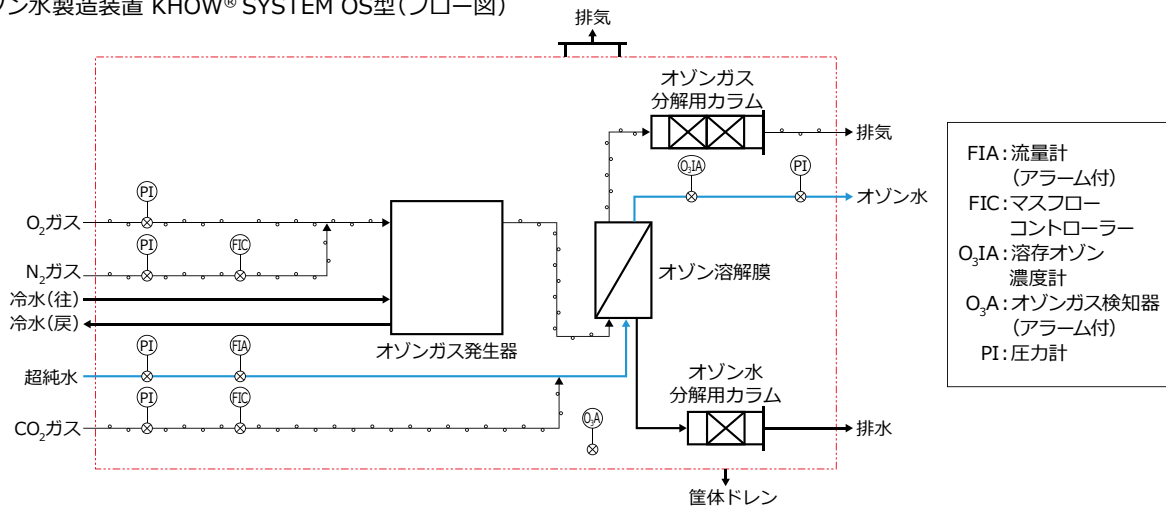 ン水製造装置 KHOW® SYSTEM OS型(フロー図)
排気
オゾンガス
分解用カラム
排気
O₃IA
PI
オゾン水
PI
O₂ガス
PI
FIC
N₂ガス
オゾン溶解膜
冷水(往)
冷水(戻)
オゾンガス発生器
PI
FIA
超純水
オゾン水
分解用カラム
PI
FIC
O₃A
CO₂ガス
排水
筐体ドレン
FIA:流量計
(アラーム付)
FIC:マスフロー
コントローラー
O₃IA:溶存オゾン
濃度計
O₃A:オゾンガス検知器
(アラーム付)
PI:圧力計